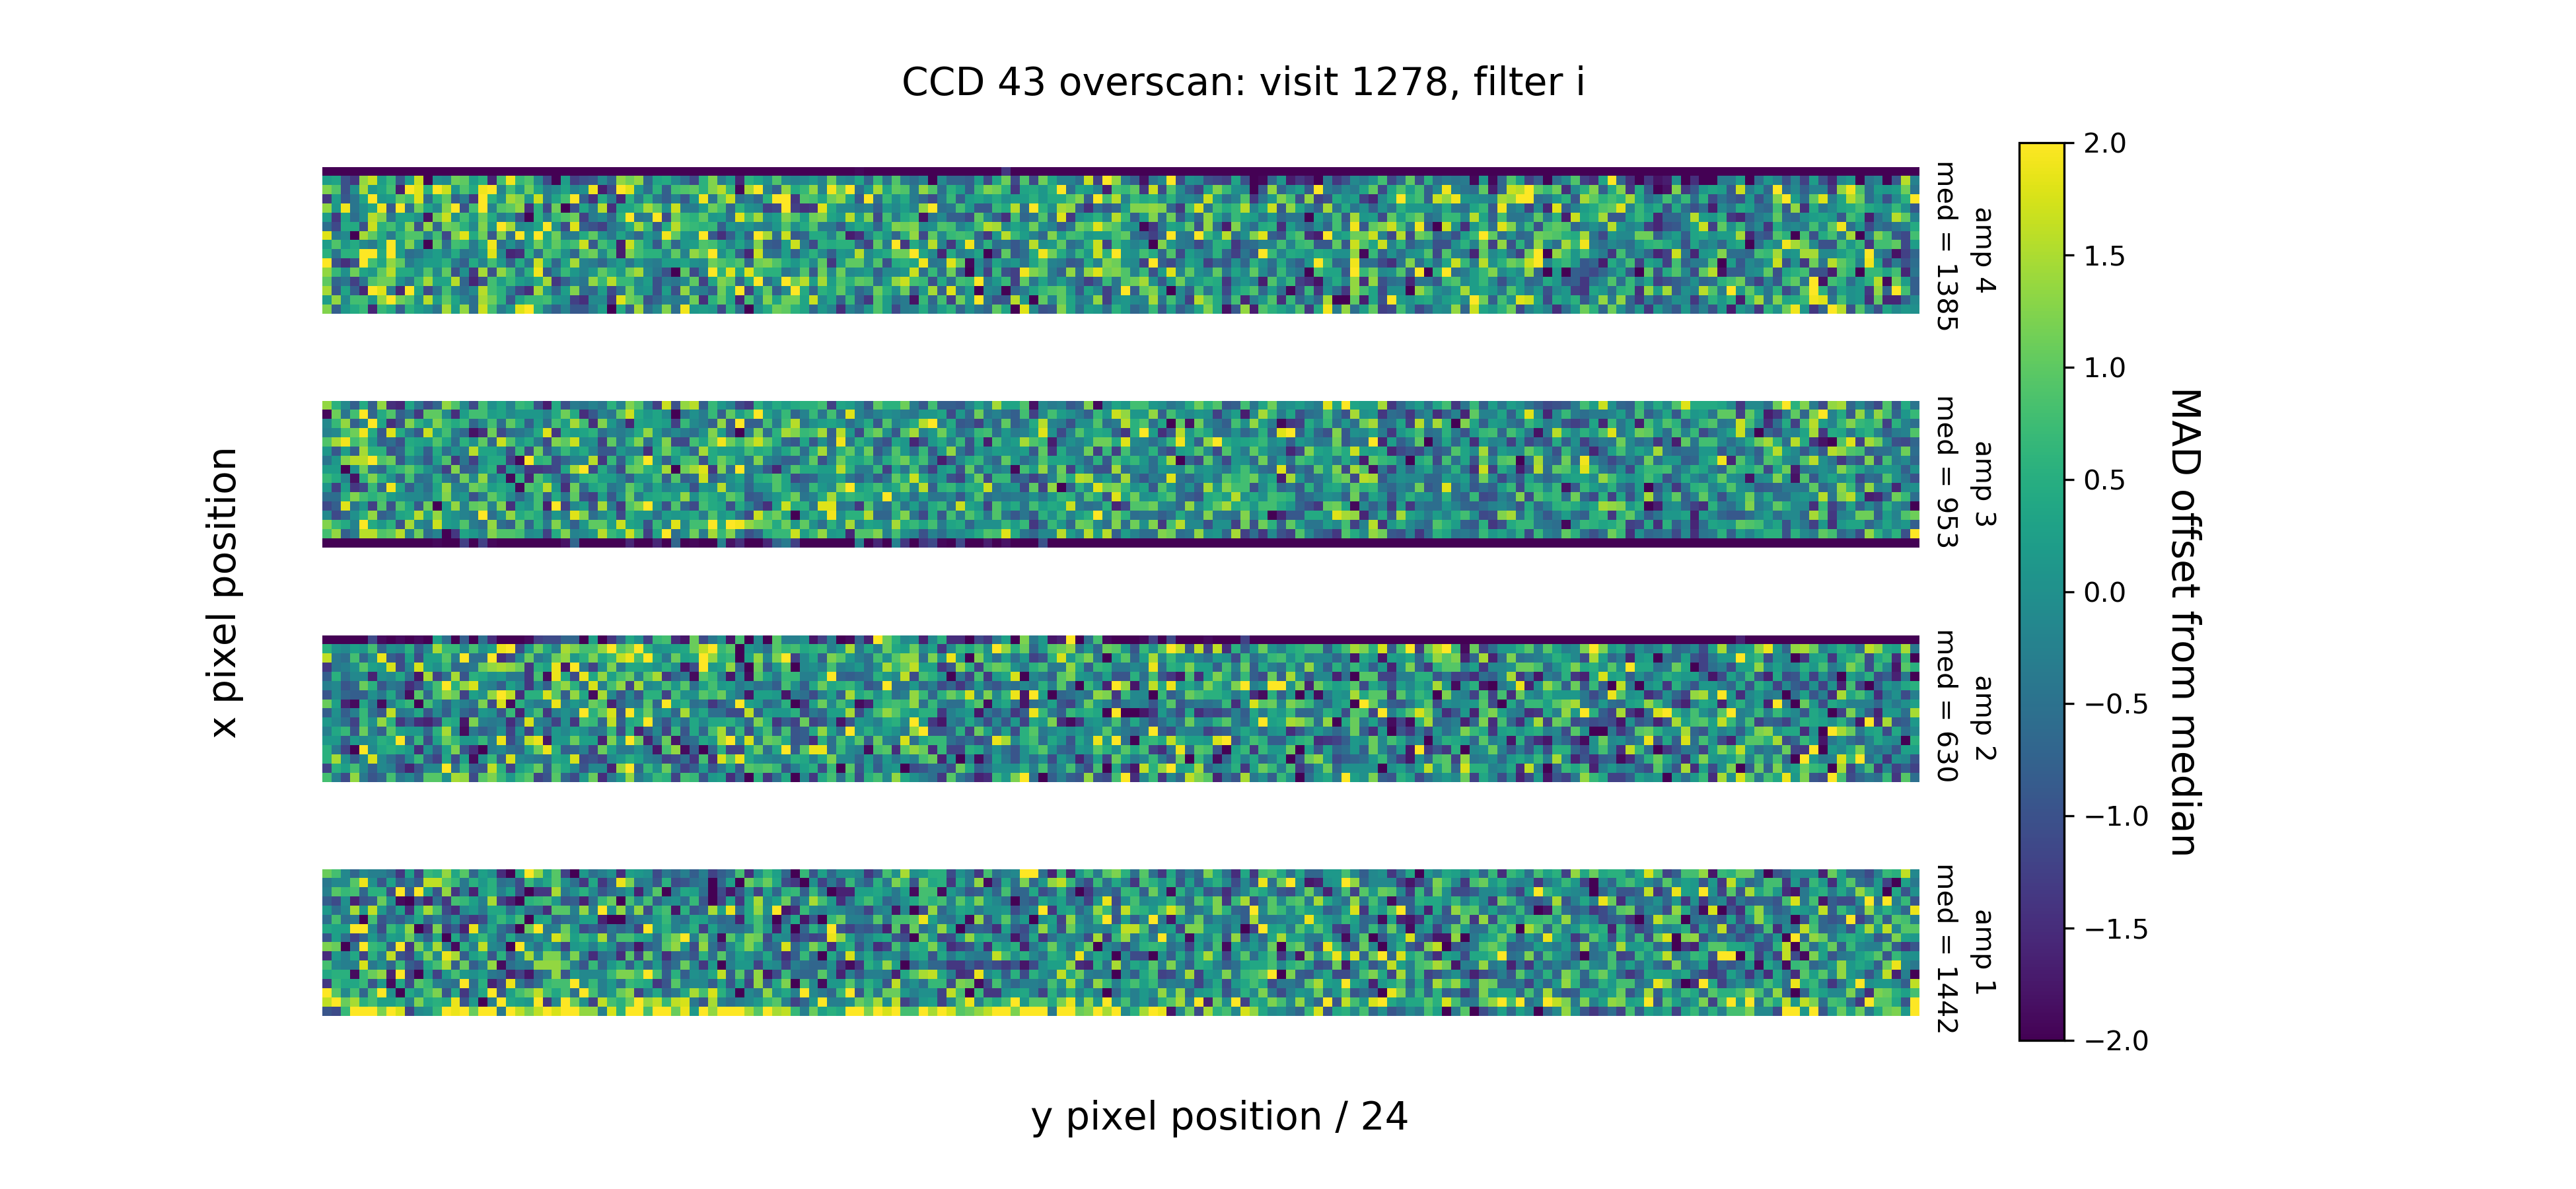 CCD 43 overscan: visit 1278, filter i
x pixel position
amp 4
med = 1385
amp 3
med = 953
amp 2
med = 630
amp 1
med = 1442
y pixel position / 24
2.0
1.5
1.0
0.5
0.0
−0.5
−1.0
−1.5
−2.0
MAD offset from median